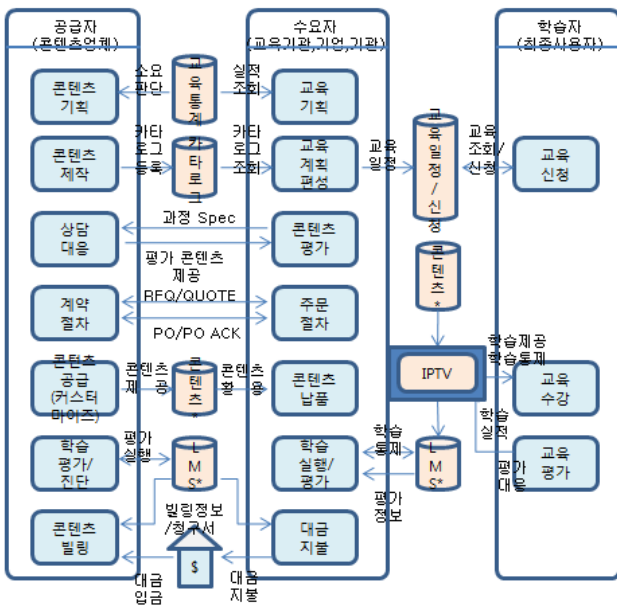 공급자
(콘텐츠업체)
수요자
(교육기관,기업,기관)
학습자
(최종사용자)
콘텐츠
기획
소요
판단
교
육
통
계
실적
조회
교육
기획
콘텐츠
제작
카타
로그
등록
카
타
로
그
카타
로그
조회
교육
계획
편성
교육
일정
교
육
일
정
/
신
청
교육
조회/
신청
교육
신청
상담
대응
과정 Spec
평가 콘텐츠
제공
콘텐츠
평가
콘
텐
츠
*
계약
절차
RFQ/QUOTE
PO/PO ACK
주문
절차
콘텐츠
공급
(커스터
마이즈)
콘텐츠
제 공
콘
텐
츠
*
콘텐츠
활 용
콘텐츠
납품
IPTV
학습제공
학습통제
교육
수강
학습
평가/
진단
평가
실행
L
M
S*
학습
실행/
평가
학습
통제
평가
정보
L
M
S*
학습
실적
평가
대응
교육
평가
콘텐츠
빌링
빌링정보
/청구서
$
대금
입금
대금
지불
대금
지불